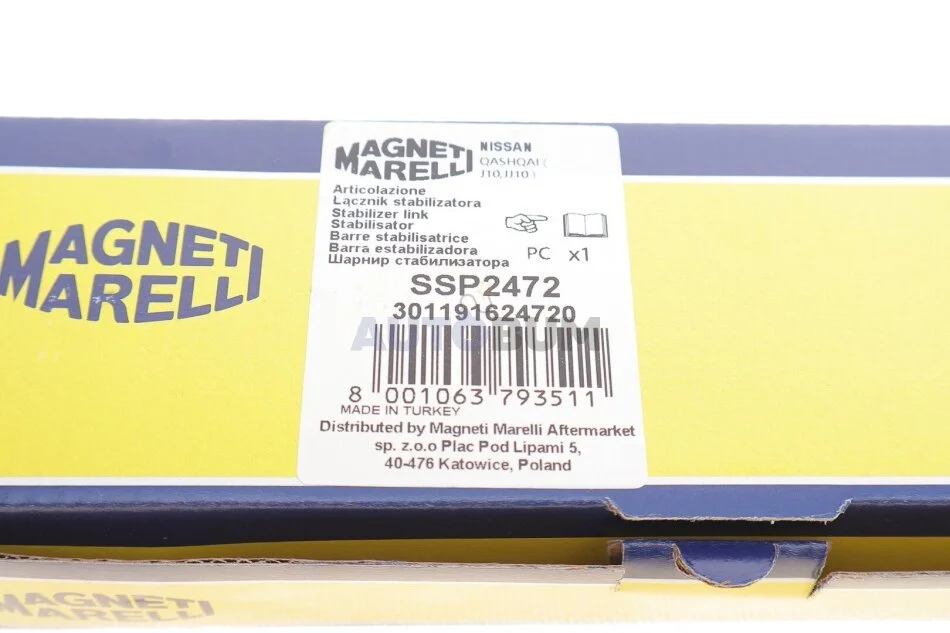 MAGNETI
MARELLI
NISSAN
QASHQAI (
J10,JJ10 )
Articolazione
Łącznik stabilizatora
Stabilizer link
Stabilisator
Barre stabilisatrice
Barra estabilizadora
Шарнир стабилизатора
PC x1
SSP2472
301191624720
AUTOBUM
8 001063 793511
MADE IN TURKEY
Distributed by Magneti Marelli Aftermarket
sp. z.o.o Plac Pod Lipami 5,
40-476 Katowice, Poland
MAGNETI
MARELLI
MAGNETI
MARELLI